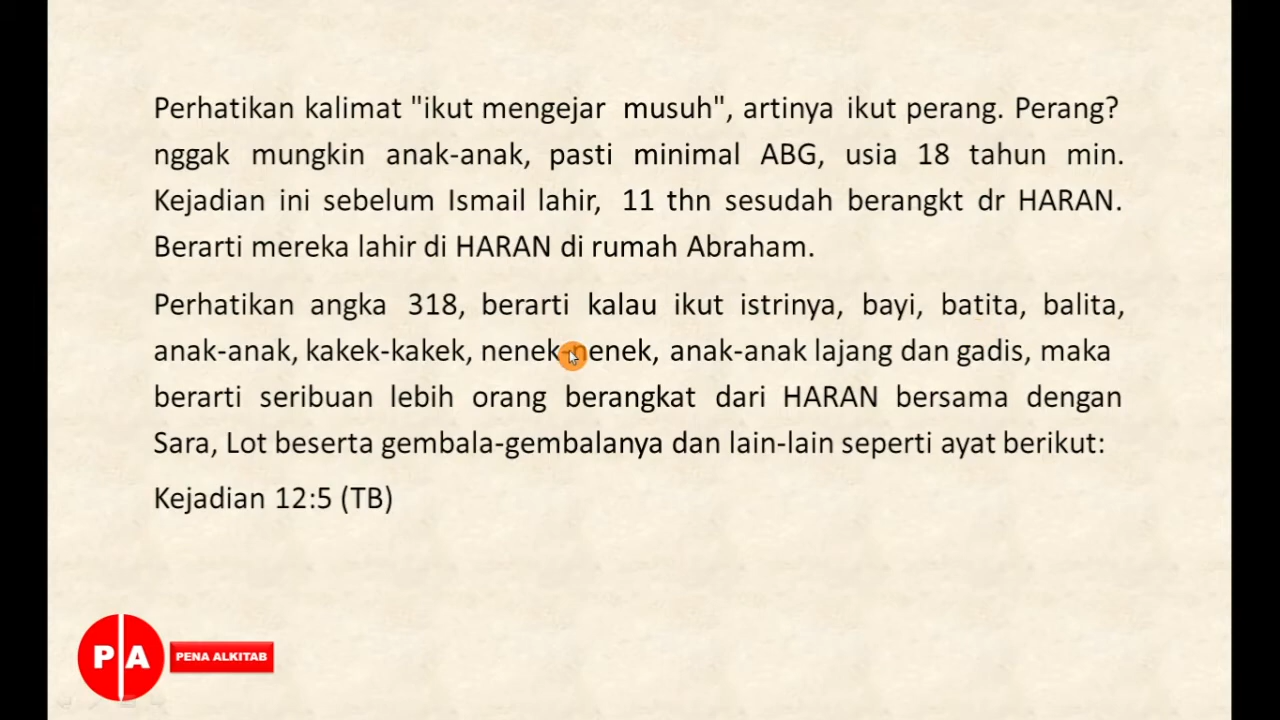 Perhatikan kalimat "ikut mengejar musuh", artinya ikut perang. Perang?
nggak mungkin anak-anak, pasti minimal ABG, usia 18 tahun min.
Kejadian ini sebelum Ismail lahir, 11 thn sesudah berangkt dr HARAN.
Berarti mereka lahir di HARAN di rumah Abraham.
Perhatikan angka 318, berarti kalau ikut istrinya, bayi, batita, balita,
anak-anak, kakek-kakek, nenek-nenek, anak-anak lajang dan gadis, maka
berarti seribuan lebih orang berangkat dari HARAN bersama dengan
Sara, Lot beserta gembala-gembalanya dan lain-lain seperti ayat berikut:
Kejadian 12:5 (TB)
PA
PENA ALKITAB